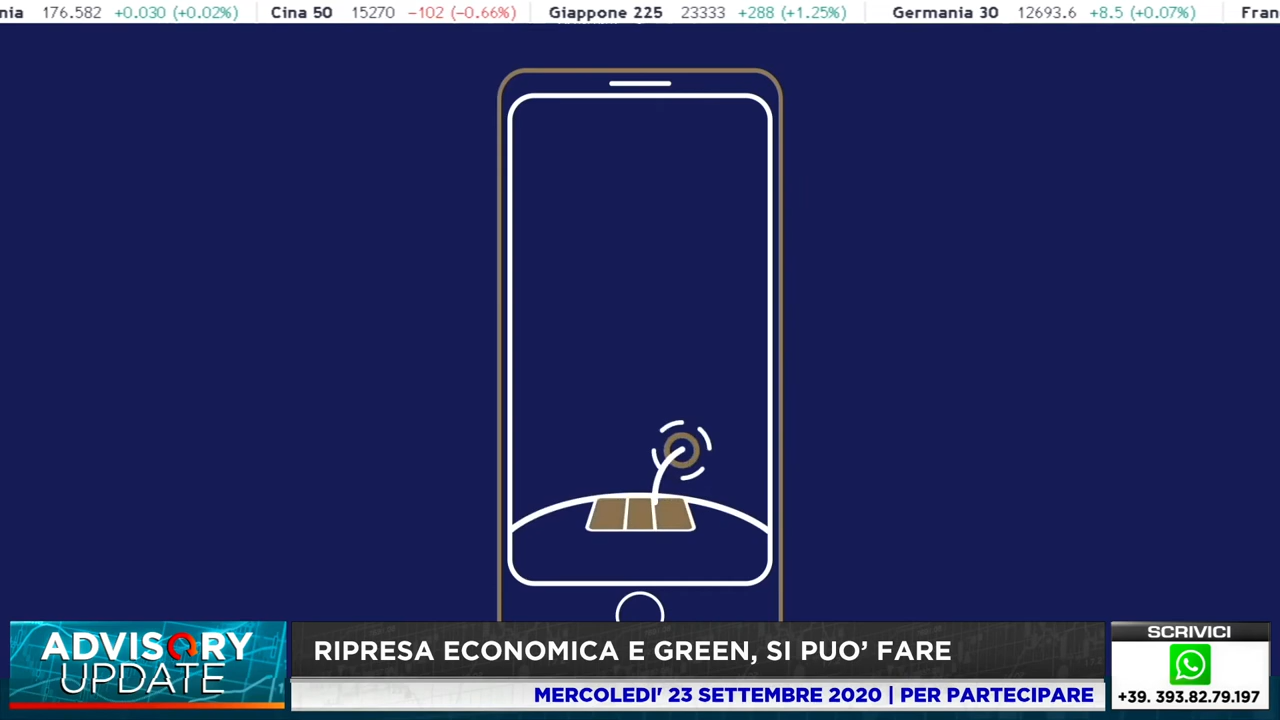 nia 176.582 +0.030 (+0.02%) Cina 50 15270 −102 (−0.66%) Giappone 225 23333 +288 (+1.25%) Germania 30 12693.6 +8.5 (+0.07%) Fran
ADVISORY
UPDATE
RIPRESA ECONOMICA E GREEN, SI PUO’ FARE
MERCOLEDI' 23 SETTEMBRE 2020 | PER PARTECIPARE
SCRIVICI
+39. 393.82.79.197